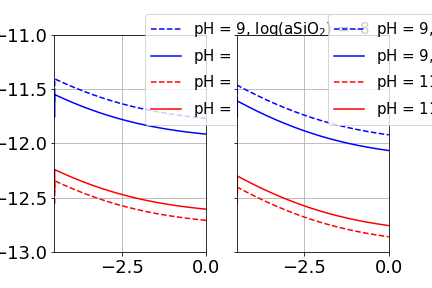 −11.0
−11.5
−12.0
−12.5
−13.0
pH = 9, log(aSiO2) = -8
pH =
pH =
pH =
pH = 9,
pH = 9,
pH = 11
pH = 11
−2.5
0.0
−2.5
0.0